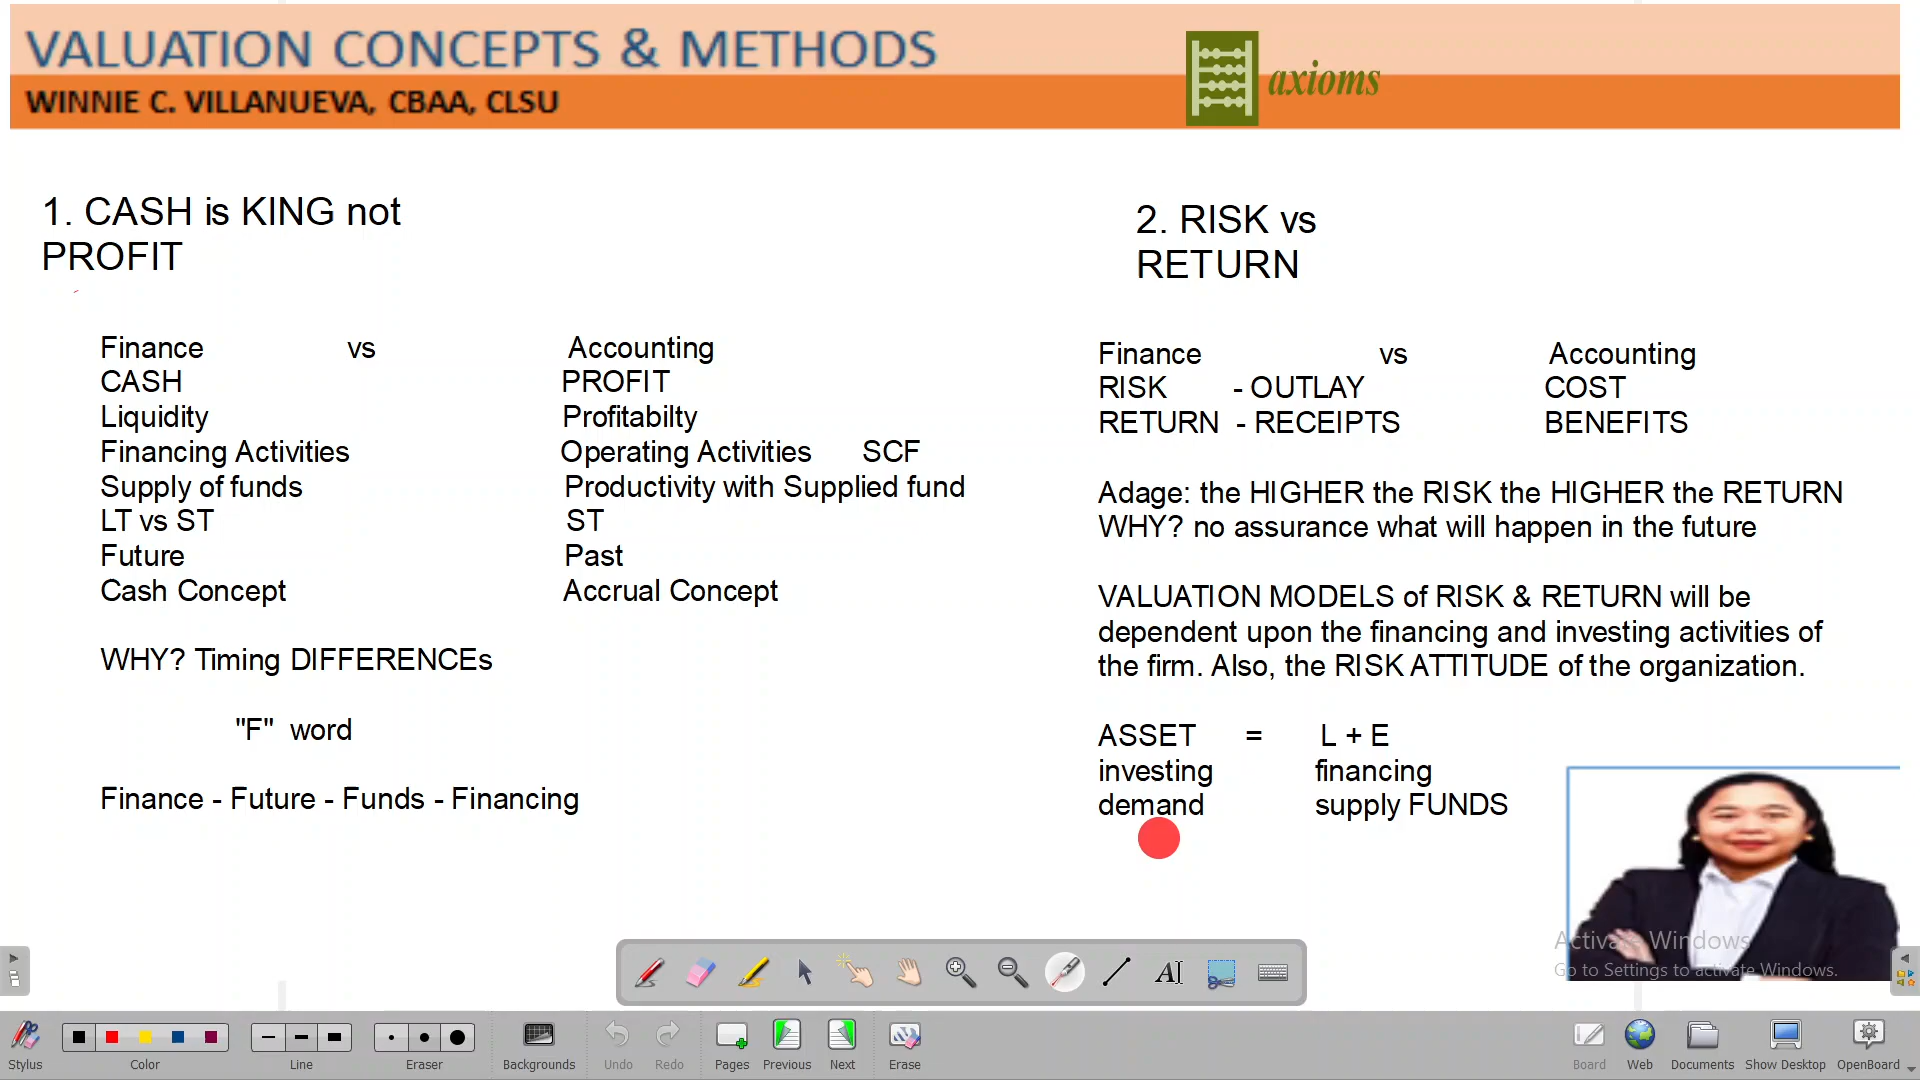 VALUATION CONCEPTS & METHODS
WINNIE C. VILLANUEVA, CBAA, CLSU
axioms
1. CASH is KING not
PROFIT
Finance vs Accounting
CASH PROFIT
Liquidity Profitabilty
Financing Activities Operating Activities SCF
Supply of funds Productivity with Supplied fund
LT vs ST ST
Future Past
Cash Concept Accrual Concept
WHY? Timing DIFFERENCEs
"F" word
Finance - Future - Funds - Financing
2. RISK vs
RETURN
Finance vs Accounting
RISK - OUTLAY COST
RETURN - RECEIPTS BENEFITS
Adage: the HIGHER the RISK the HIGHER the RETURN
WHY? no assurance what will happen in the future
VALUATION MODELS of RISK & RETURN will be
dependent upon the financing and investing activities of
the firm. Also, the RISK ATTITUDE of the organization.
ASSET = L + E
investing financing
demand supply FUNDS
Activate Windows
Go to Settings to activate Windows.
Stylus Color Line Eraser Backgrounds Undo Redo Pages Previous Next Erase Board Web Documents Show Desktop OpenBoard